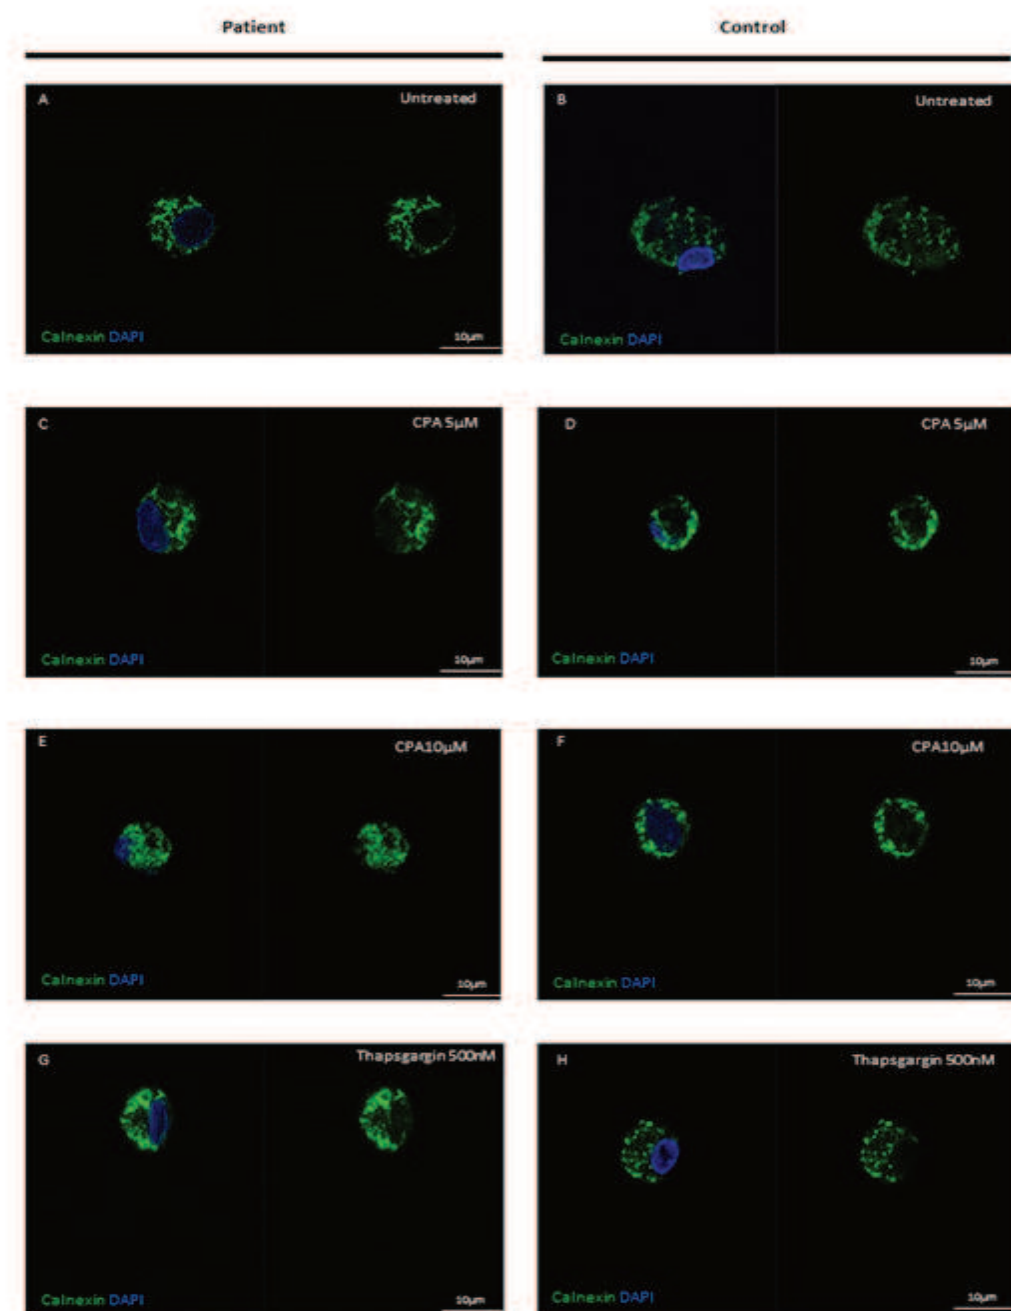 Patient
Control
A
Untreated
Calnexin DAPI
10µm
B
Untreated
Calnexin DAPI
10µm
C
CPA 5µM
Calnexin DAPI
10µm
D
CPA 5µM
Calnexin DAPI
10µm
E
CPA10µM
Calnexin DAPI
10µm
F
CPA10µM
Calnexin DAPI
10µm
G
Thapsgargin 500nM
Calnexin DAPI
10µm
H
Thapsgargin 500nM
Calnexin DAPI
10µm